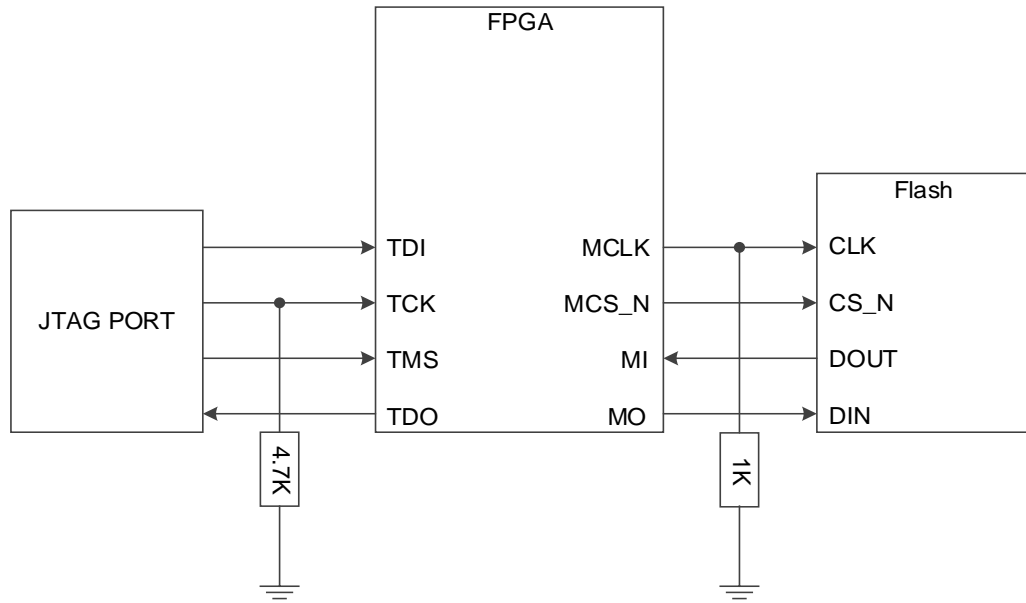 FPGA
Flash
JTAG PORT
TDI
TCK
TMS
TDO
MCLK
MCS_N
MI
MO
CLK
CS_N
DOUT
DIN
4.7K
1K